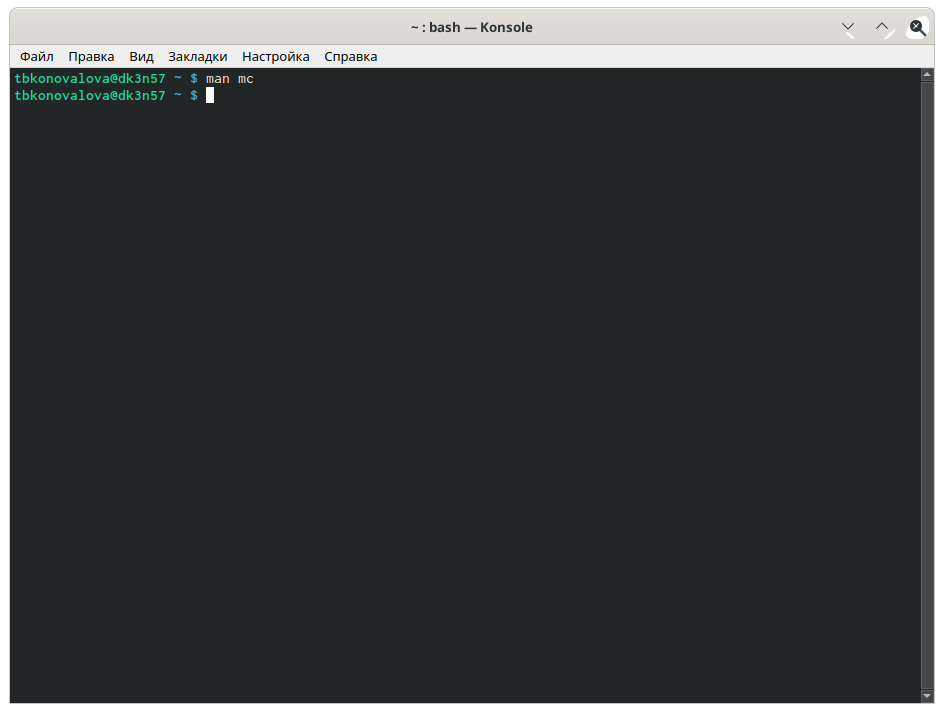 ~ : bash — Konsole
Файл Правка Вид Закладки Настройка Справка
tbkonovalova@dk3n57 ~ $ man mc
tbkonovalova@dk3n57 ~ $